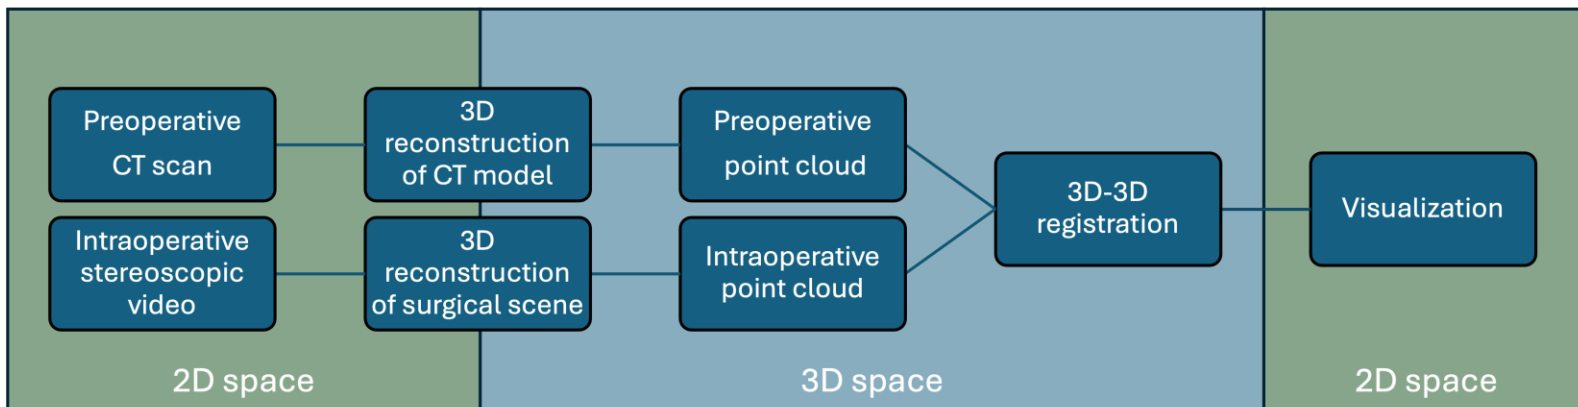 Preoperative
CT scan
3D
reconstruction
of CT model
Preoperative
point cloud
Intraoperative
stereoscopic
video
3D
reconstruction
of surgical scene
Intraoperative
point cloud
3D-3D
registration
Visualization
2D space
3D space
2D space